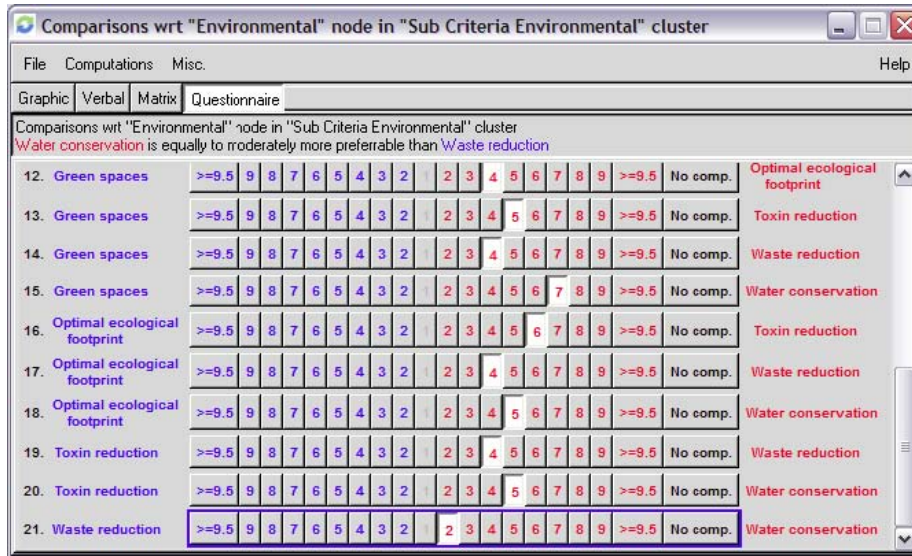 Comparisons wrt "Environmental" node in "Sub Criteria Environmental" cluster
File Computations Misc. Help
Graphic Verbal Matrix Questionnaire
Comparisons wrt "Environmental" node in "Sub Criteria Environmental" cluster
Water conservation is equally to moderately more preferrable than Waste reduction
12. Green spaces >=9.5 9 8 7 6 5 4 3 2 1 2 3 4 5 6 7 8 9 >=9.5 No comp. Optimal ecological
footprint
13. Green spaces >=9.5 9 8 7 6 5 4 3 2 1 2 3 4 5 6 7 8 9 >=9.5 No comp. Toxin reduction
14. Green spaces >=9.5 9 8 7 6 5 4 3 2 1 2 3 4 5 6 7 8 9 >=9.5 No comp. Waste reduction
15. Green spaces >=9.5 9 8 7 6 5 4 3 2 1 2 3 4 5 6 7 8 9 >=9.5 No comp. Water conservation
16. Optimal ecological
footprint >=9.5 9 8 7 6 5 4 3 2 1 2 3 4 5 6 7 8 9 >=9.5 No comp. Toxin reduction
17. Optimal ecological
footprint >=9.5 9 8 7 6 5 4 3 2 1 2 3 4 5 6 7 8 9 >=9.5 No comp. Waste reduction
18. Optimal ecological
footprint >=9.5 9 8 7 6 5 4 3 2 1 2 3 4 5 6 7 8 9 >=9.5 No comp. Water conservation
19. Toxin reduction >=9.5 9 8 7 6 5 4 3 2 1 2 3 4 5 6 7 8 9 >=9.5 No comp. Waste reduction
20. Toxin reduction >=9.5 9 8 7 6 5 4 3 2 1 2 3 4 5 6 7 8 9 >=9.5 No comp. Water conservation
21. Waste reduction >=9.5 9 8 7 6 5 4 3 2 1 2 3 4 5 6 7 8 9 >=9.5 No comp. Water conservation